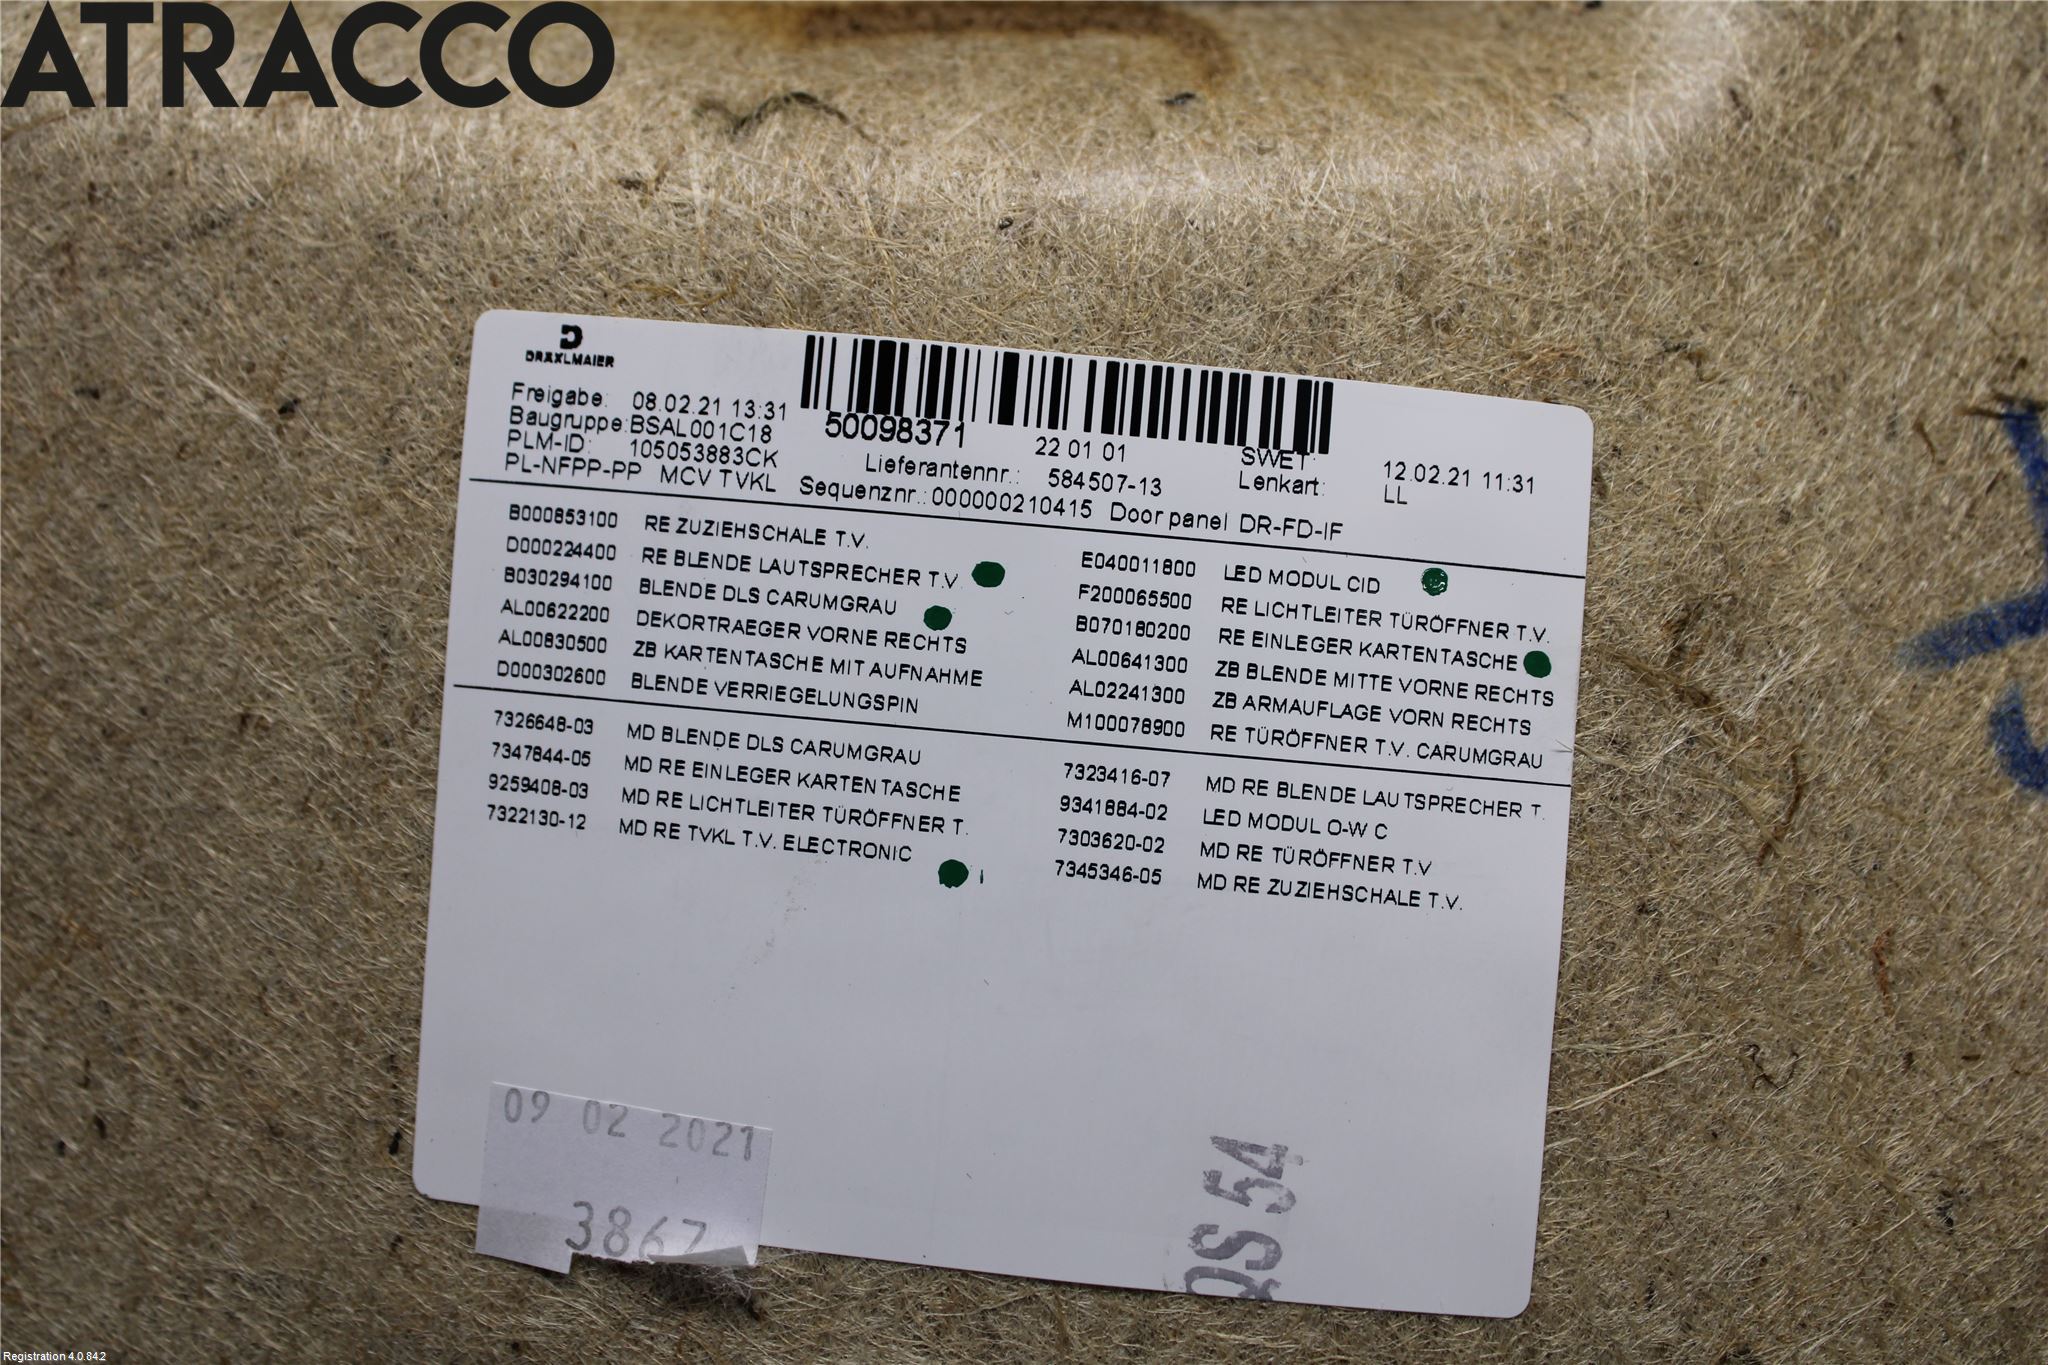 ATRACCO
D
DRÄXLMAIER
Freigabe: 08.02.21 13:31
Baugruppe: BSAL001C18
PLM-ID: 105053883CK
PL-NFPP-PP MCV TVKL
50098371
22 01 01
SWET: 12.02.21 11:31
Lieferantennr.: 584507-13
Lenkart: LL
Sequenznr.: 000000210415 Door panel DR-FD-IF
B000853100 RE ZUZIEHSCHALE T.V.
D000224400 RE BLENDE LAUTSPRECHER T.V.
B030294100 BLENDE DLS CARUMGRAU
AL00622200 DEKORTRAEGER VORNE RECHTS
AL00830500 ZB KARTENTASCHE MIT AUFNAHME
D000302600 BLENDE VERRIEGELUNGSPIN
E040011800 LED MODUL CID
F200065500 RE LICHTLEITER TÜRÖFFNER T.V.
B070180200 RE EINLEGER KARTENTASCHE
AL00641300 ZB BLENDE MITTE VORNE RECHTS
AL02241300 ZB ARMAUFLAGE VORN RECHTS
M100078900 RE TÜRÖFFNER T.V. CARUMGRAU
7326648-03 MD BLENDE DLS CARUMGRAU
7347844-05 MD RE EINLEGER KARTENTASCHE
9259408-03 MD RE LICHTLEITER TÜRÖFFNER T.
7322130-12 MD RE TVKL T.V. ELECTRONIC
7323416-07 MD RE BLENDE LAUTSPRECHER T.
9341884-02 LED MODUL O-W C
7303620-02 MD RE TÜRÖFFNER T.V
7345346-05 MD RE ZUZIEHSCHALE T.V.
09 02 2021
3867
QS 54
Registration 4.0.84.2